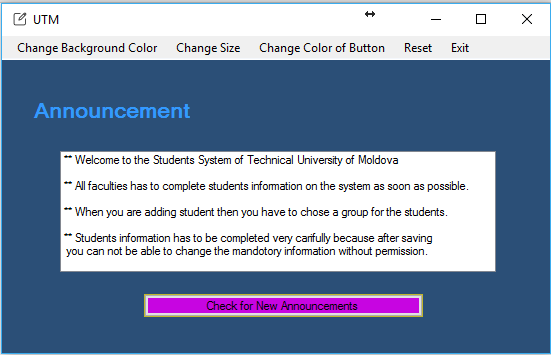 UTM
Change Background Color Change Size Change Color of Button Reset Exit
Announcement
** Welcome to the Students System of Technical University of Moldova
** All faculties has to complete students information on the system as soon as possible.
** When you are adding student then you have to chose a group for the students.
** Students information has to be completed very carifully because after saving
you can not be able to change the mandotory information without permission.
Check for New Announcements